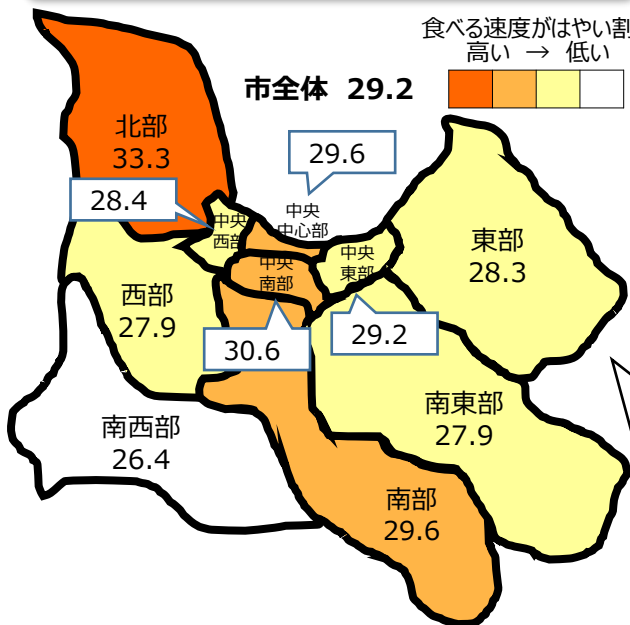 食べる速度がはやい割
高い → 低い
市全体 29.2
北部
33.3
29.6
28.4
中央
西部
中央
中心部
中央
南部
中央
東部
東部
28.3
西部
27.9
30.6
29.2
南東部
27.9
南西部
26.4
南部
29.6